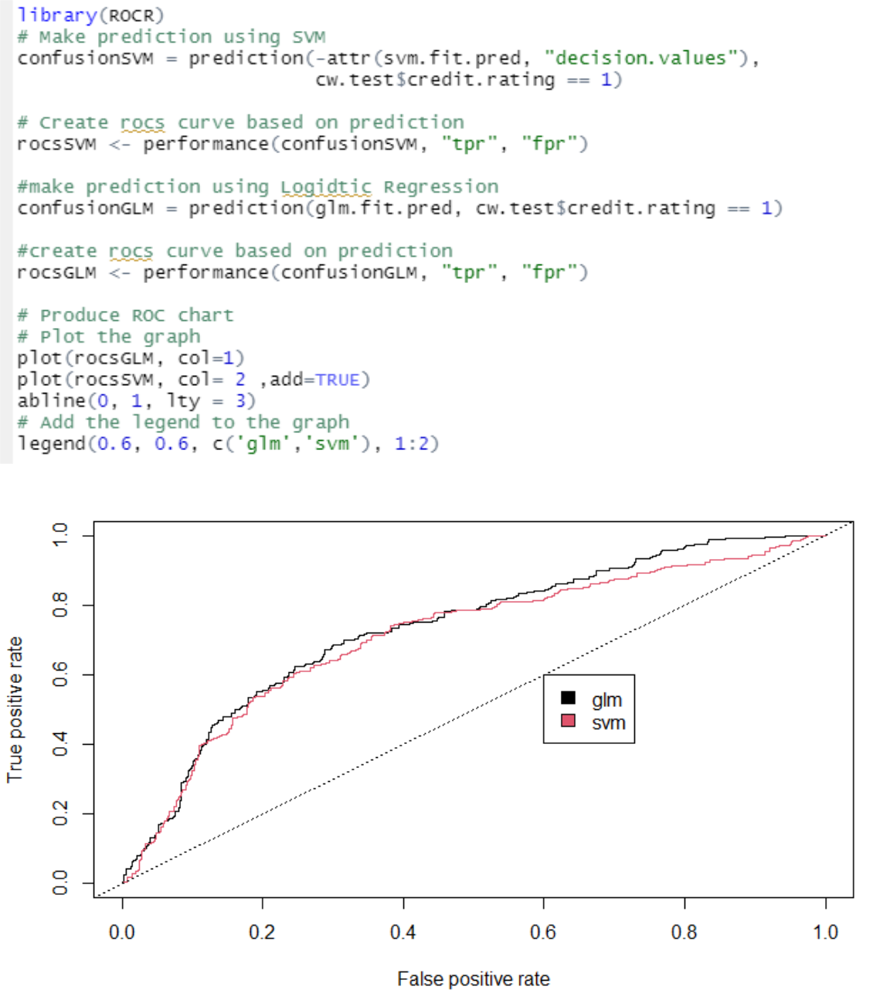 library(ROCR)
# Make prediction using SVM
confusionSVM = prediction(-attr(svm.fit.pred, "decision.values"),
cw.test$credit.rating == 1)
# Create rocs curve based on prediction
rocsSVM <- performance(confusionSVM, "tpr", "fpr")
#make prediction using Logidtic Regression
confusionGLM = prediction(glm.fit.pred, cw.test$credit.rating == 1)
#create rocs curve based on prediction
rocsGLM <- performance(confusionGLM, "tpr", "fpr")
# Produce ROC chart
# Plot the graph
plot(rocsGLM, col=1)
plot(rocsSVM, col= 2 ,add=TRUE)
abline(0, 1, lty = 3)
# Add the legend to the graph
legend(0.6, 0.6, c('glm','svm'), 1:2)
True positive rate
1.0
0.8
0.6
0.4
0.2
0.0
glm
svm
0.0 0.2 0.4 0.6 0.8 1.0
False positive rate